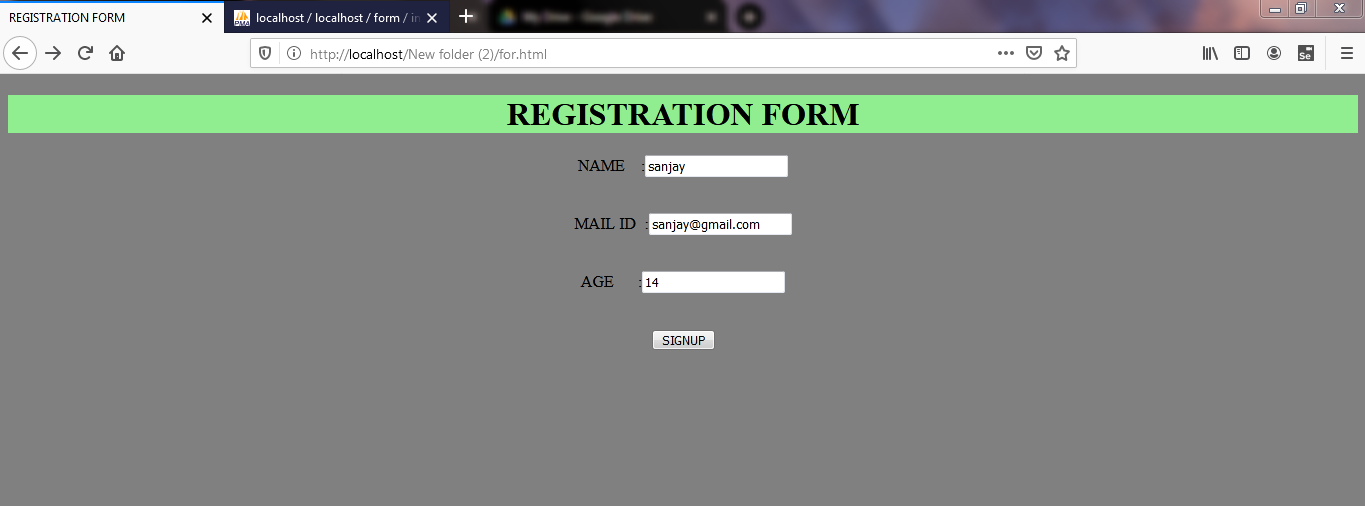 REGISTRATION FORM
localhost / localhost / form / in
My Drive - Google Drive
http://localhost/New folder (2)/for.html
Se
REGISTRATION FORM
NAME :sanjay
MAIL ID :sanjay@gmail.com
AGE :14
SIGNUP